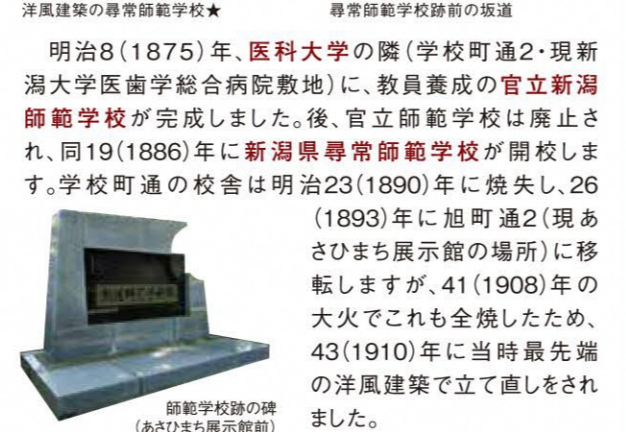 洋風建築の尋常師範学校★
尋常師範学校跡前の坂道
明治8(1875)年、医科大学の隣(学校町通2・現新
潟大学医歯学総合病院敷地)に、教員養成の官立新潟
師範学校が完成しました。後、官立師範学校は廃止さ
れ、同19(1886)年に新潟県尋常師範学校が開校しま
す。学校町通の校舎は明治23(1890)年に焼失し、26
(1893)年に旭町通2(現あ
さひまち展示館の場所)に移
転しますが、41(1908)年の
大火でこれも全焼したため、
43(1910)年に当時最先端
の洋風建築で立て直しをされ
ました。
師範学校跡の碑
(あさひまち展示館前)